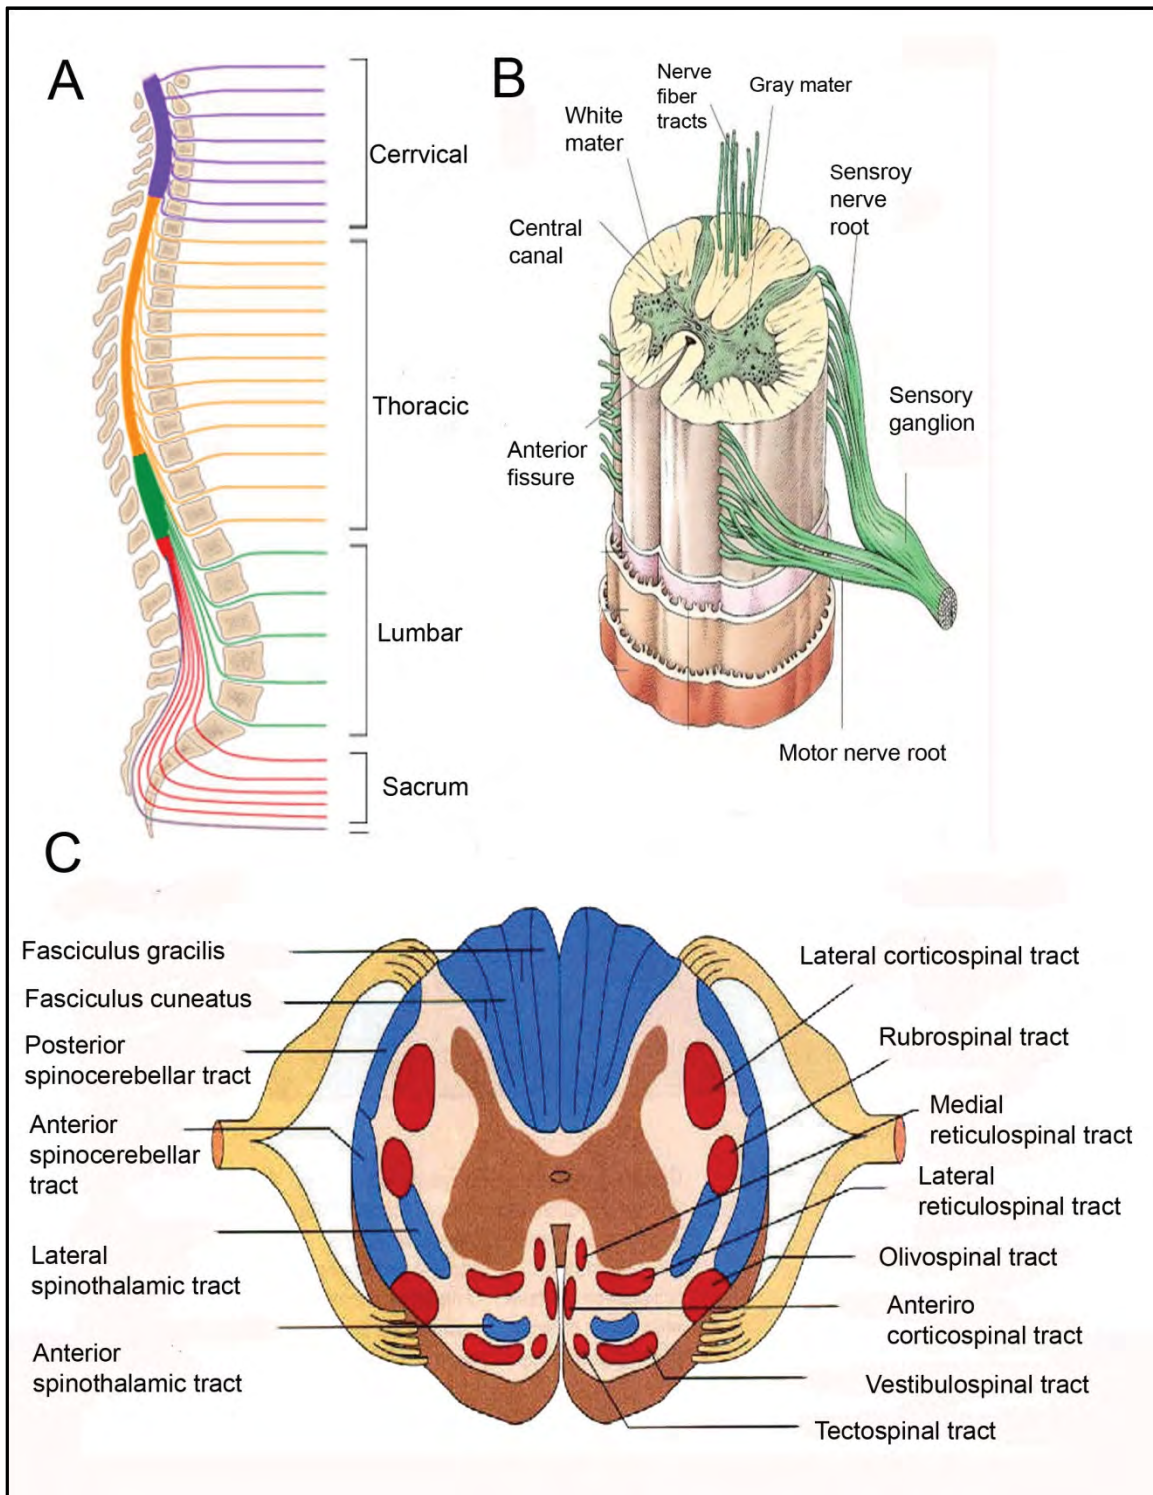 A
Cerrvical
Thoracic
Lumbar
Sacrum
B
Nerve
fiber
tracts
Gray mater
White
mater
Sensroy
nerve
root
Central
canal
Sensory
ganglion
Anterior
fissure
Motor nerve root
C
Fasciculus gracilis
Fasciculus cuneatus
Posterior
spinocerebellar tract
Anterior
spinocerebellar
tract
Lateral
spinothalamic tract
Anterior
spinothalamic tract
Lateral corticospinal tract
Rubrospinal tract
Medial
reticulospinal tract
Lateral
reticulospinal tract
Olivospinal tract
Anteriro
corticospinal tract
Vestibulospinal tract
Tectospinal tract